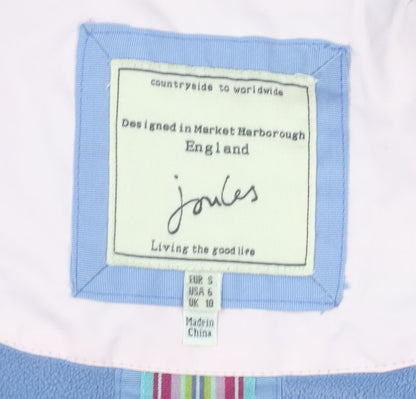 countryside to worldwide
Designed in Market Harborough
England
joules
Living the good life
EUR S
USA 6
UK 10
Made in
China